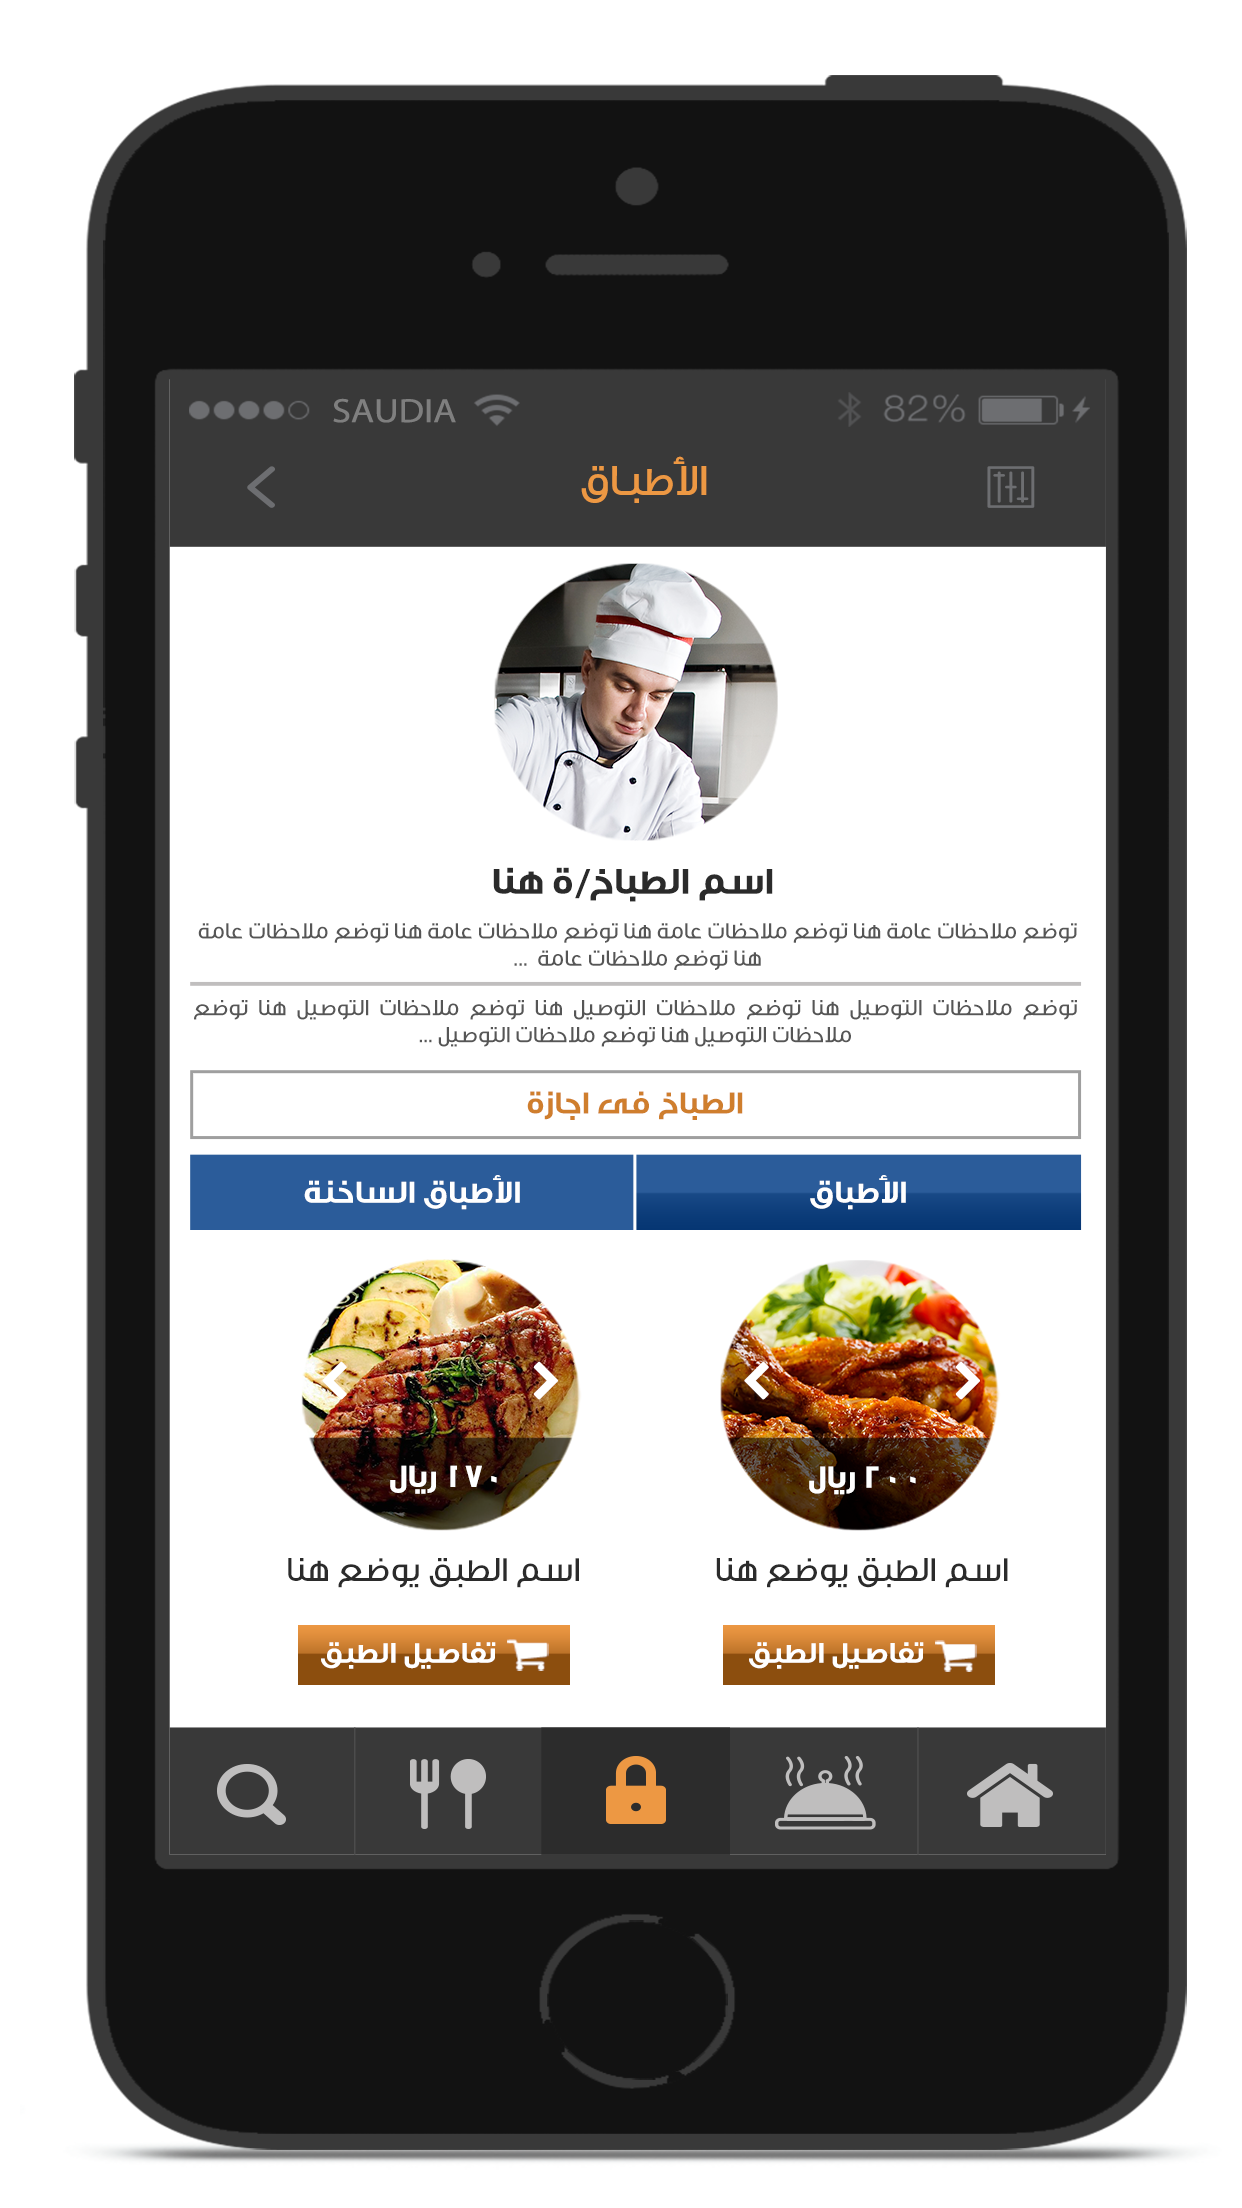 SAUDIA 82%
الأطبـاق
اسم الطباخ/ة هنا
توضع ملاحظات عامة هنا توضع ملاحظات عامة هنا توضع ملاحظات عامة هنا توضع ملاحظات عامة
هنا توضع ملاحظات عامة ...
توضع ملاحظات التوصيل هنا توضع ملاحظات التوصيل هنا توضع ملاحظات التوصيل هنا توضع
ملاحظات التوصيل هنا توضع ملاحظات التوصيل ...
الطباخ فى اجازة
الأطباق
الأطباق الساخنة
٢٠٠ ريال
١٧٠ ريال
اسم الطبق يوضع هنا
اسم الطبق يوضع هنا
تفاصيل الطبق
تفاصيل الطبق